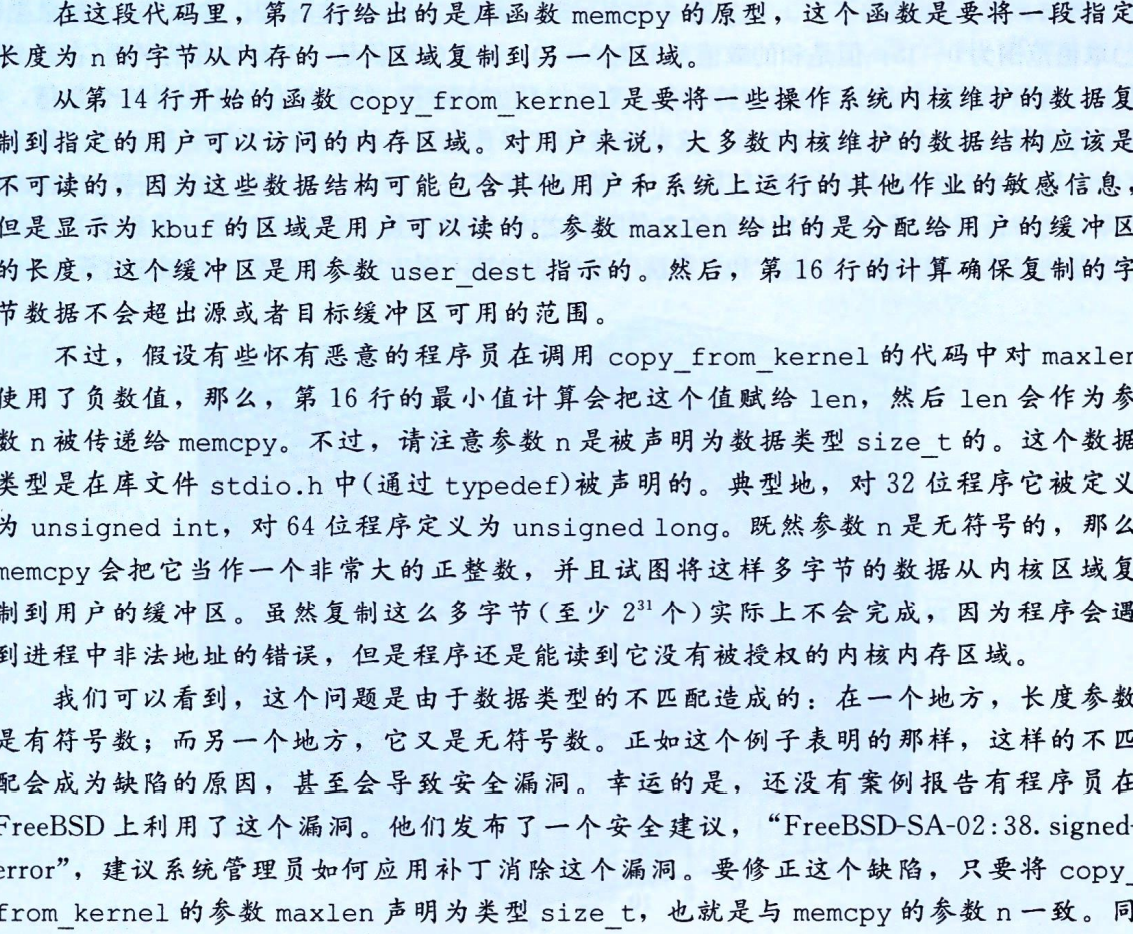 在这段代码里，第 7 行给出的是库函数 memcpy 的原型，这个函数是要将一段指定
长度为 n 的字节从内存的一个区域复制到另一个区域。
从第 14 行开始的函数 copy_from_kernel 是要将一些操作系统内核维护的数据复
制到指定的用户可以访问的内存区域。对用户来说，大多数内核维护的数据结构应该是
不可读的，因为这些数据结构可能包含其他用户和系统上运行的其他作业的敏感信息，
但是显示为 kbuf 的区域是用户可以读的。参数 maxlen 给出的是分配给用户的缓冲区
的长度，这个缓冲区是用参数 user_dest 指示的。然后，第 16 行的计算确保复制的字
节数据不会超出源或者目标缓冲区可用的范围。
不过，假设有些怀有恶意的程序员在调用 copy_from_kernel 的代码中对 maxlen
使用了负数值，那么，第 16 行的最小值计算会把这个值赋给 len，然后 len 会作为参
数 n 被传递给 memcpy。不过，请注意参数 n 是被声明为数据类型 size_t 的。这个数据
类型是在库文件 stdio.h 中(通过 typedef)被声明的。典型地，对 32 位程序它被定义
为 unsigned int，对 64 位程序定义为 unsigned long。既然参数 n 是无符号的，那么
memcpy 会把它当作一个非常大的正整数，并且试图将这样多字节的数据从内核区域复
制到用户的缓冲区。虽然复制这么多字节(至少 2³¹ 个)实际上不会完成，因为程序会遇
到进程中非法地址的错误，但是程序还是能读到它没有被授权的内核内存区域。
我们可以看到，这个问题是由于数据类型的不匹配造成的：在一个地方，长度参数
是有符号数；而另一个地方，它又是无符号数。正如这个例子表明的那样，这样的不匹
配会成为缺陷的原因，甚至会导致安全漏洞。幸运的是，还没有案例报告有程序员在
FreeBSD 上利用了这个漏洞。他们发布了一个安全建议，“FreeBSD-SA-02:38. signed-
error”，建议系统管理员如何应用补丁消除这个漏洞。要修正这个缺陷，只要将 copy_
from_kernel 的参数 maxlen 声明为类型 size_t，也就是与 memcpy 的参数 n 一致。同